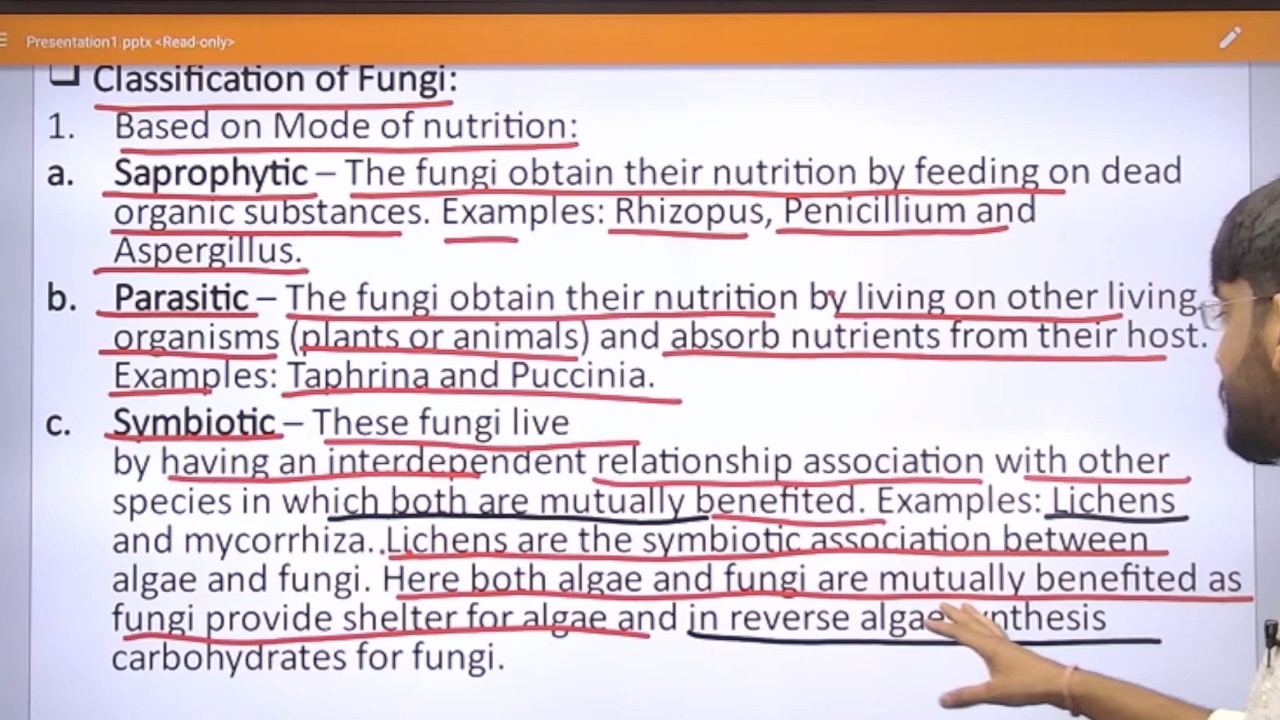 Presentation1.pptx <Read-only>
Classification of Fungi:
1. Based on Mode of nutrition:
a. Saprophytic – The fungi obtain their nutrition by feeding on dead
organic substances. Examples: Rhizopus, Penicillium and
Aspergillus.
b. Parasitic – The fungi obtain their nutrition by living on other living
organisms (plants or animals) and absorb nutrients from their host.
Examples: Taphrina and Puccinia.
c. Symbiotic – These fungi live
by having an interdependent relationship association with other
species in which both are mutually benefited. Examples: Lichens
and mycorrhiza. .Lichens are the symbiotic association between
algae and fungi. Here both algae and fungi are mutually benefited as
fungi provide shelter for algae and in reverse algae
carbohydrates for fungi.